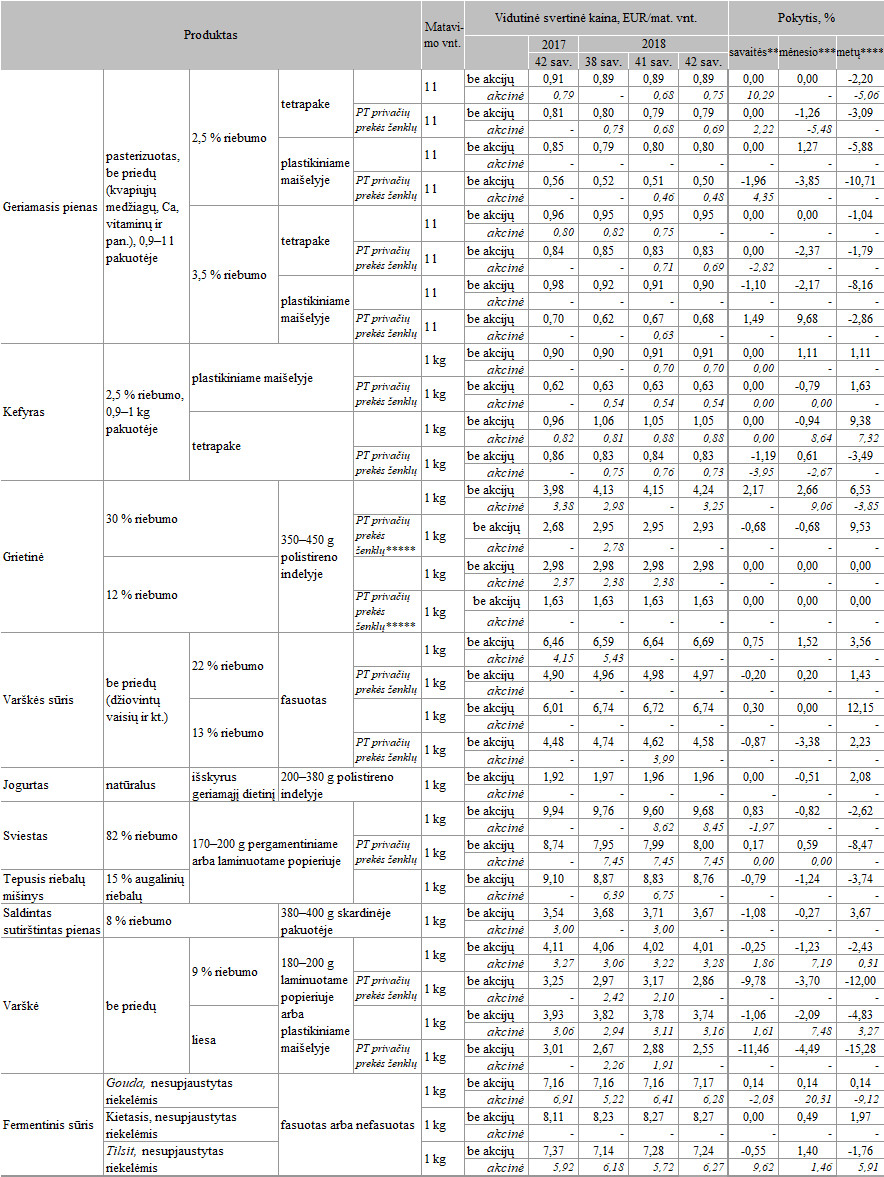 Produktas Matavi- Vidutinė svertinė kaina, EUR/mat. vnt. Pokytis, %
mo vnt. 2017 2018 savaitės** mėnesio*** metų****
42 sav. 38 sav. 41 sav. 42 sav.
Geriamasis pienas pasterizuotas, be priedų (kvapiųjų medžiagų, Ca, vitaminų ir pan.), 0,9–1 l pakuotėje 2,5 % riebumo tetrapake 1 l be akcijų 0,91 0,89 0,89 0,89 0,00 0,00 -2,20
akcinė 0,79 - 0,68 0,75 10,29 - -5,06
PT privačių prekės ženklų 1 l be akcijų 0,81 0,80 0,79 0,79 0,00 -1,26 -3,09
akcinė - 0,73 0,68 0,69 2,22 -5,48 -
plastikiniame maišelyje 1 l be akcijų 0,85 0,79 0,80 0,80 0,00 1,27 -5,88
akcinė - - - - - - -
PT privačių prekės ženklų 1 l be akcijų 0,56 0,52 0,51 0,50 -1,96 -3,85 -10,71
akcinė - - 0,46 0,48 4,35 - -
3,5 % riebumo tetrapake 1 l be akcijų 0,96 0,95 0,95 0,95 0,00 0,00 -1,04
akcinė 0,80 0,82 0,75 - - - -
PT privačių prekės ženklų 1 l be akcijų 0,84 0,85 0,83 0,83 0,00 -2,37 -1,79
akcinė - - 0,71 0,69 -2,82 - -
plastikiniame maišelyje 1 l be akcijų 0,98 0,92 0,91 0,90 -1,10 -2,17 -8,16
akcinė - - - - - - -
PT privačių prekės ženklų 1 l be akcijų 0,70 0,62 0,67 0,68 1,49 9,68 -2,86
akcinė - - 0,63 - - - -
Kefyras 2,5 % riebumo, 0,9–1 kg pakuotėje plastikiniame maišelyje 1 kg be akcijų 0,90 0,90 0,91 0,91 0,00 1,11 1,11
akcinė - - 0,70 0,70 0,00 - -
PT privačių prekės ženklų 1 kg be akcijų 0,62 0,63 0,63 0,63 0,00 -0,79 1,63
akcinė - 0,54 0,54 0,54 0,00 0,00 -
tetrapake 1 kg be akcijų 0,96 1,06 1,05 1,05 0,00 -0,94 9,38
akcinė 0,82 0,81 0,88 0,88 0,00 8,64 7,32
PT privačių prekės ženklų 1 kg be akcijų 0,86 0,83 0,84 0,83 -1,19 0,61 -3,49
akcinė - 0,75 0,76 0,73 -3,95 -2,67 -
Grietinė 30 % riebumo 350–450 g polistireno indelyje 1 kg be akcijų 3,98 4,13 4,15 4,24 2,17 2,66 6,53
akcinė 3,38 2,98 - 3,25 - 9,06 -3,85
PT privačių prekės ženklų***** 1 kg be akcijų 2,68 2,95 2,95 2,93 -0,68 -0,68 9,53
akcinė - 2,78 - - - - -
12 % riebumo 1 kg be akcijų 2,98 2,98 2,98 2,98 0,00 0,00 0,00
akcinė 2,37 2,38 2,38 - - - -
PT privačių prekės ženklų***** 1 kg be akcijų 1,63 1,63 1,63 1,63 0,00 0,00 0,00
akcinė - - - - - - -
Varškės sūris be priedų (džiovintų vaisių ir kt.) 22 % riebumo fasuotas 1 kg be akcijų 6,46 6,59 6,64 6,69 0,75 1,52 3,56
akcinė 4,15 5,43 - - - - -
PT privačių prekės ženklų 1 kg be akcijų 4,90 4,96 4,98 4,97 -0,20 0,20 1,43
akcinė - - - - - - -
13 % riebumo 1 kg be akcijų 6,01 6,74 6,72 6,74 0,30 0,00 12,15
akcinė - - - - - - -
PT privačių prekės ženklų 1 kg be akcijų 4,48 4,74 4,62 4,58 -0,87 -3,38 2,23
akcinė - - 3,99 - - - -
Jogurtas natūralus išskyrus geriamąjį dietinį 200–380 g polistireno indelyje 1 kg be akcijų 1,92 1,97 1,96 1,96 0,00 -0,51 2,08
akcinė - - - - - - -
Sviestas 82 % riebumo 170–200 g pergamentiniame arba laminuotame popieriuje 1 kg be akcijų 9,94 9,76 9,60 9,68 0,83 -0,82 -2,62
akcinė - - 8,62 8,45 -1,97 - -
PT privačių prekės ženklų 1 kg be akcijų 8,74 7,95 7,99 8,00 0,17 0,59 -8,47
akcinė - 7,45 7,45 7,45 0,00 0,00 -
Tepusis riebalų mišinys 15 % augalinių riebalų 1 kg be akcijų 9,10 8,87 8,83 8,76 -0,79 -1,24 -3,74
akcinė - 6,39 6,75 - - - -
Saldintas sutirštintas pienas 8 % riebumo 380–400 g skardinėje pakuotėje 1 kg be akcijų 3,54 3,68 3,71 3,67 -1,08 -0,27 3,67
akcinė 3,00 - 3,00 - - - -
Varškė be priedų 9 % riebumo 180–200 g laminuotame popieriuje arba plastikiniame maišelyje 1 kg be akcijų 4,11 4,06 4,02 4,01 -0,25 -1,23 -2,43
akcinė 3,27 3,06 3,22 3,28 1,86 7,19 0,31
PT privačių prekės ženklų 1 kg be akcijų 3,25 2,97 3,17 2,86 -9,78 -3,70 -12,00
akcinė - 2,42 2,10 - - - -
liesa 1 kg be akcijų 3,93 3,82 3,78 3,74 -1,06 -2,09 -4,83
akcinė 3,06 2,94 3,11 3,16 1,61 7,48 3,27
PT privačių prekės ženklų 1 kg be akcijų 3,01 2,67 2,88 2,55 -11,46 -4,49 -15,28
akcinė - 2,26 1,91 - - - -
Fermentinis sūris Gouda, nesupjaustytas riekelėmis fasuotas arba nefasuotas 1 kg be akcijų 7,16 7,16 7,16 7,17 0,14 0,14 0,14
akcinė 6,91 5,22 6,41 6,28 -2,03 20,31 -9,12
Kietasis, nesupjaustytas riekelėmis 1 kg be akcijų 8,11 8,23 8,27 8,27 0,00 0,49 1,97
akcinė - - - - - - -
Tilsit, nesupjaustytas riekelėmis 1 kg be akcijų 7,37 7,14 7,28 7,24 -0,55 1,40 -1,76
akcinė 5,92 6,18 5,72 6,27 9,62 1,46 5,91